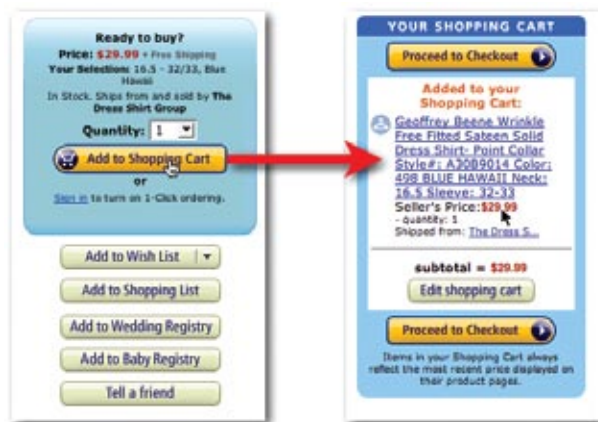 Ready to buy?
Price: $29.99 + Free Shipping
Your Selection: 16.5 - 32/33, Blue
Hawaii
In Stock. Ships from and sold by The
Dress Shirt Group
Quantity: 1
Add to Shopping Cart
or
Sign in to turn on 1-Click ordering.
Add to Wish List
Add to Shopping List
Add to Wedding Registry
Add to Baby Registry
Tell a friend
YOUR SHOPPING CART
Proceed to Checkout
Added to your
Shopping Cart:
Geoffrey Beene Wrinkle
Free Fitted Sateen Solid
Dress Shirt- Point Collar
Style#: A30B9014 Color:
498 BLUE HAWAII Neck:
16.5 Sleeve: 32-33
Seller's Price:$29.99
- quantity: 1
Shipped from: The Dress S...
subtotal = $29.99
Edit shopping cart
Proceed to Checkout
Items in your Shopping Cart always
reflect the most recent price displayed on
their product pages.